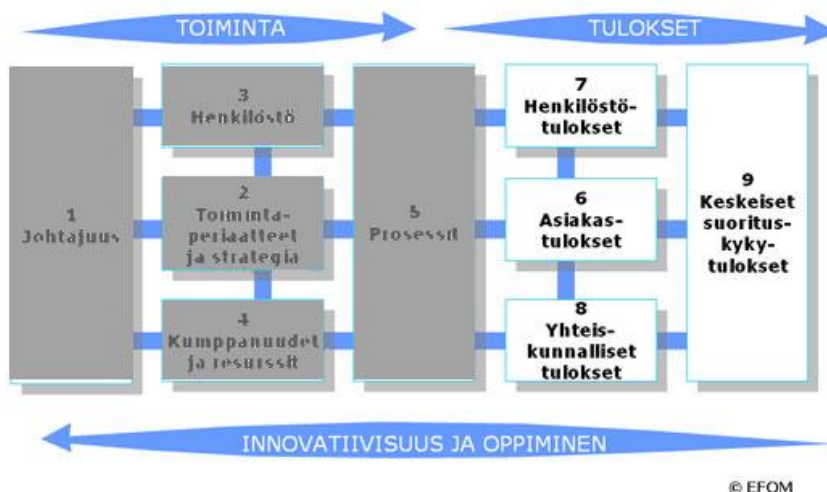 TOIMINTA
TULOKSET
1
Johtajuus
3
Henkilöstö
2
Toiminta-
periaatteet
ja strategia
4
Kumppanuudet
ja resurssit
5
Prosessit
7
Henkilöstö-
tulokset
6
Asiakas-
tulokset
8
Yhteis-
kunnalliset
tulokset
9
Keskeiset
suoritus-
kyky-
tulokset
INNOVATIIVISUUS JA OPPIMINEN
© EFQM